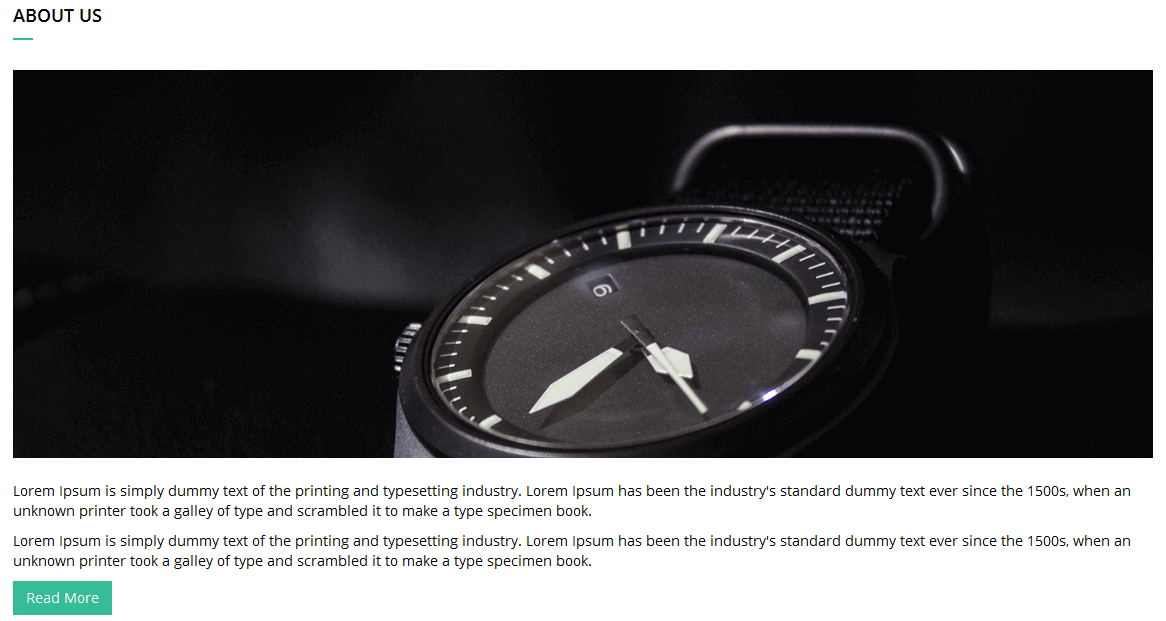 ABOUT US
6
Lorem Ipsum is simply dummy text of the printing and typesetting industry. Lorem Ipsum has been the industry's standard dummy text ever since the 1500s, when an
unknown printer took a galley of type and scrambled it to make a type specimen book.
Lorem Ipsum is simply dummy text of the printing and typesetting industry. Lorem Ipsum has been the industry's standard dummy text ever since the 1500s, when an
unknown printer took a galley of type and scrambled it to make a type specimen book.
Read More